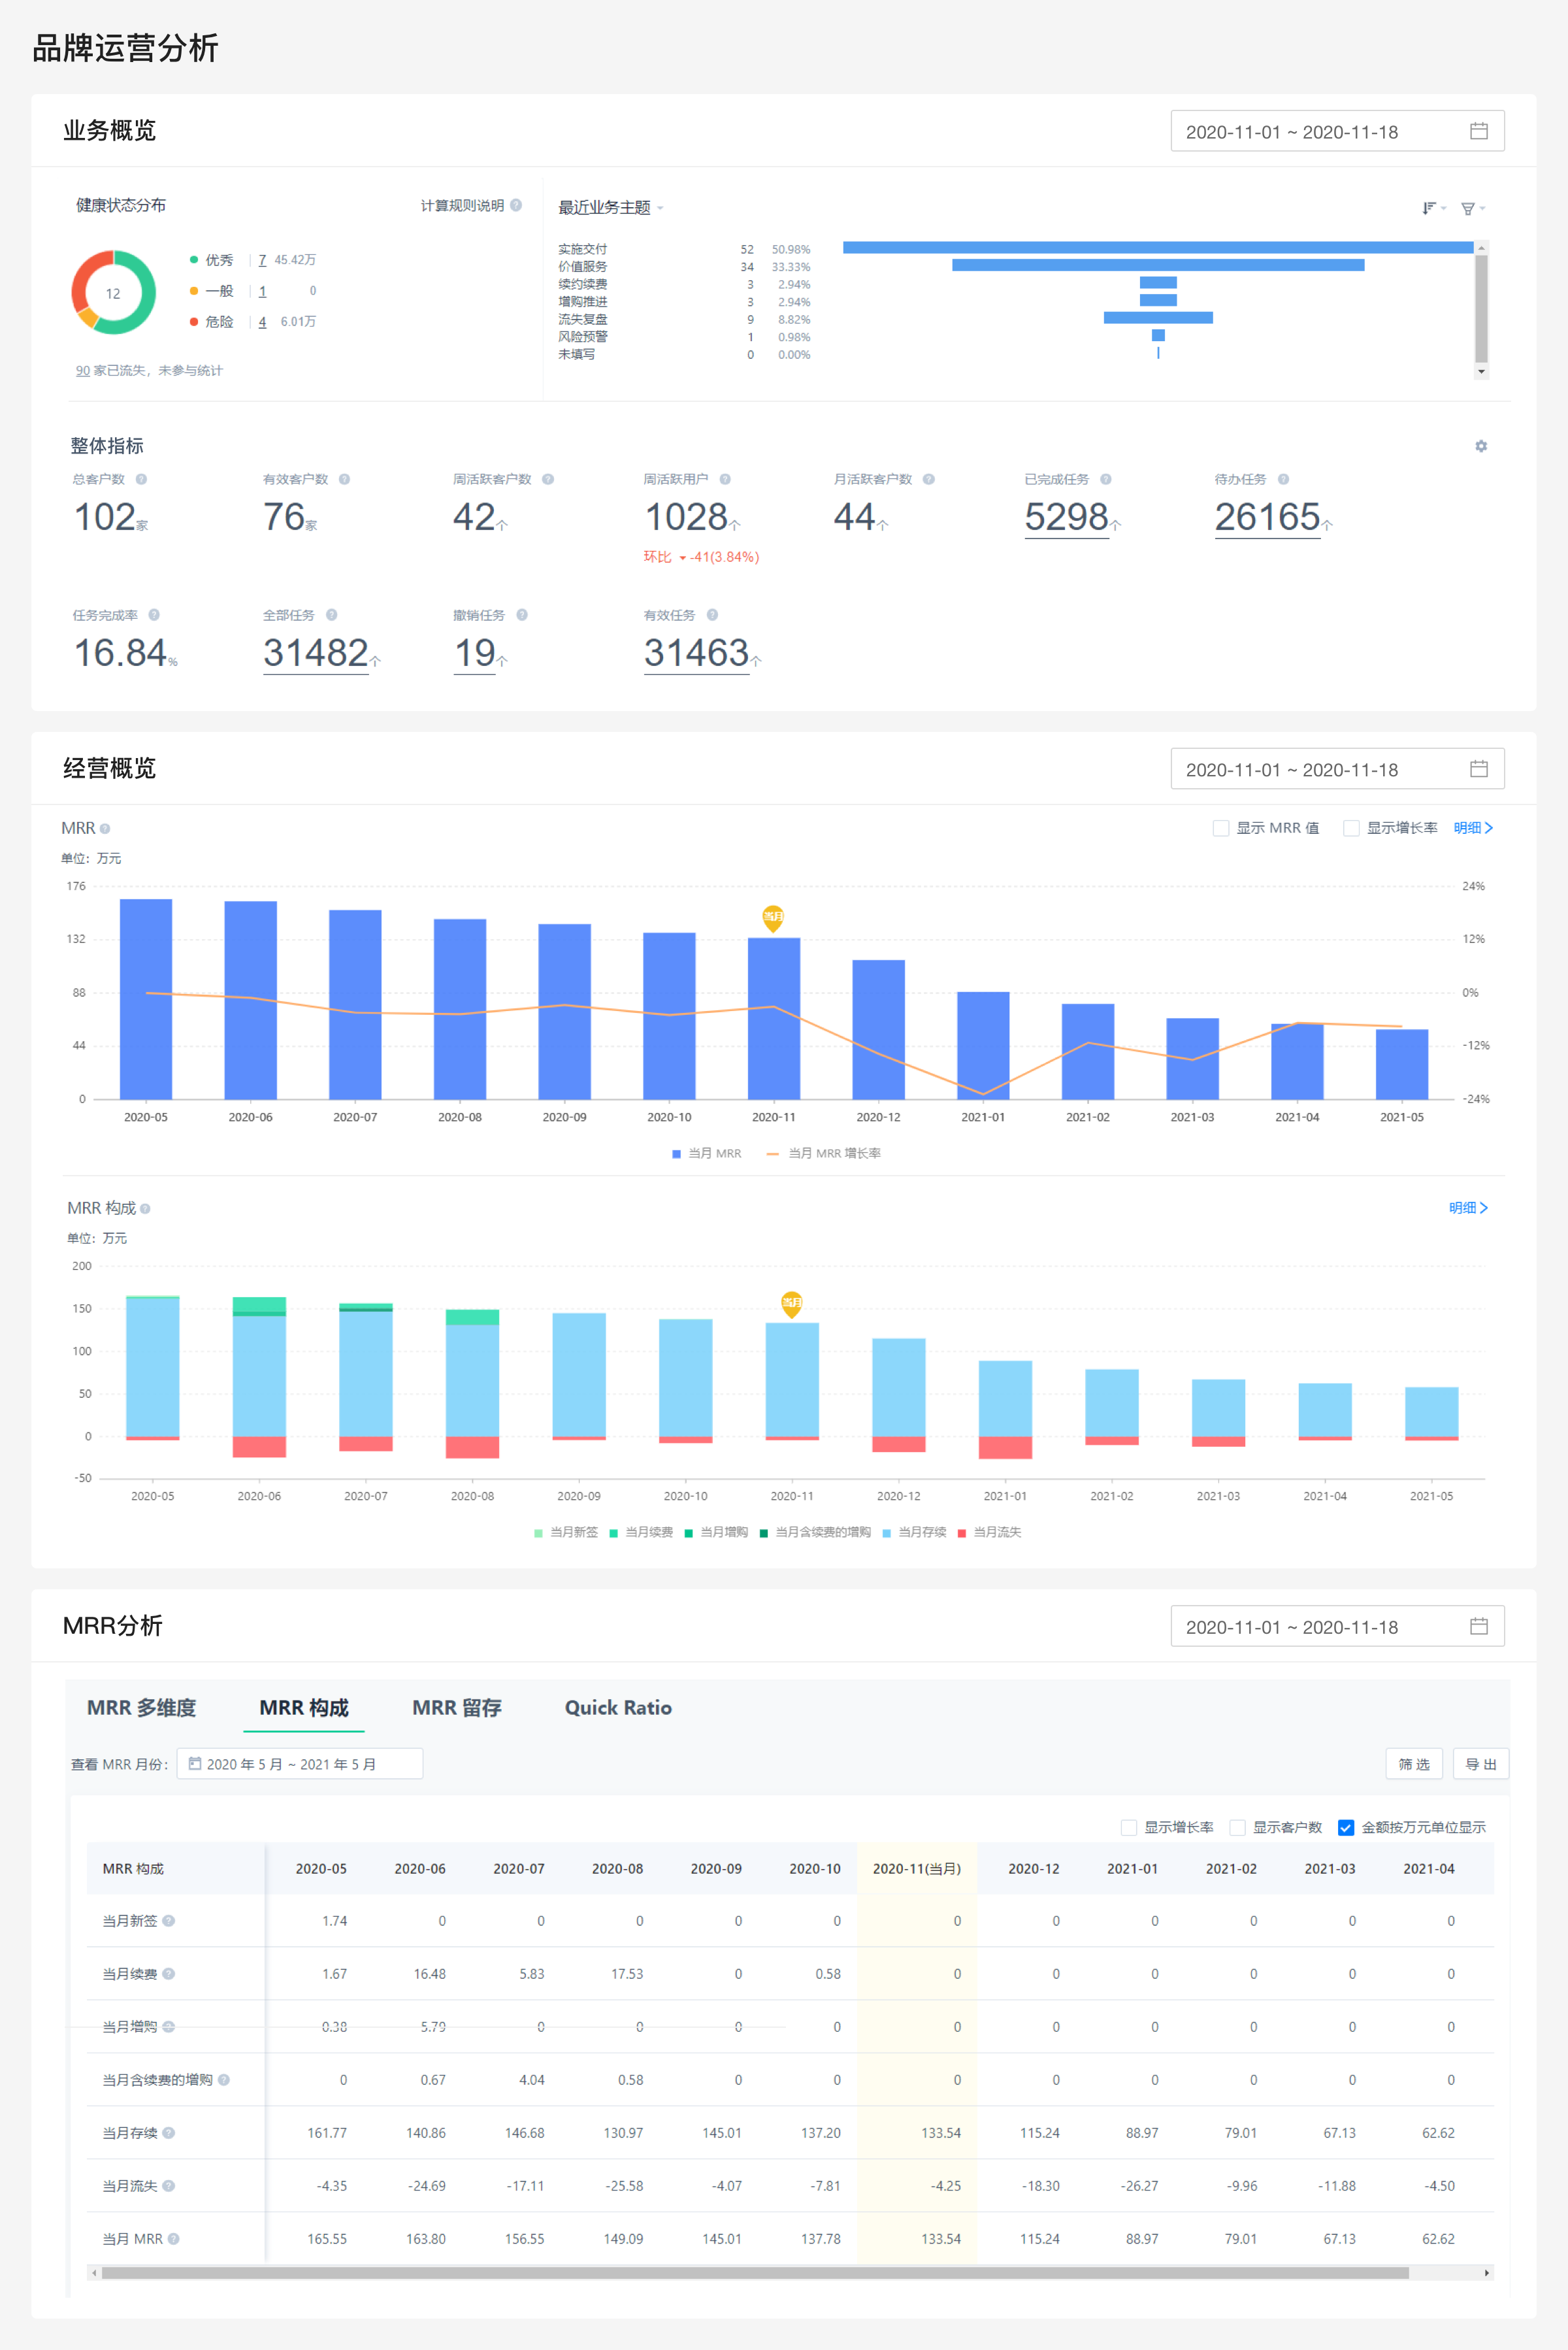 品牌运营分析
业务概览
2020-11-01 ~ 2020-11-18
健康状态分布
计算规则说明
12
优秀 7 45.42万
一般 1 0
危险 4 6.01万
90 家已流失，未参与统计
最近业务主题
实施交付 52 50.98%
价值服务 34 33.33%
续约续费 3 2.94%
增购推进 3 2.94%
流失复盘 9 8.82%
风险预警 1 0.98%
未填写 0 0.00%
整体指标
总客户数 有效客户数 周活跃客户数 周活跃用户 月活跃客户数 已完成任务 待办任务
102家 76家 42个 1028个 44个 5298个 26165个
环比 -41(3.84%)
任务完成率 全部任务 撤销任务 有效任务
16.84% 31482个 19个 31463个
经营概览
2020-11-01 ~ 2020-11-18
MRR
显示 MRR 值 显示增长率 明细
单位：万元
176 24%
132 12%
88 0%
44 -12%
0 -24%
当月
2020-05 2020-06 2020-07 2020-08 2020-09 2020-10 2020-11 2020-12 2021-01 2021-02 2021-03 2021-04 2021-05
当月 MRR 当月 MRR 增长率
MRR 构成
明细
单位：万元
200
150
100
50
0
-50
当月
2020-05 2020-06 2020-07 2020-08 2020-09 2020-10 2020-11 2020-12 2021-01 2021-02 2021-03 2021-04 2021-05
当月新签 当月续费 当月增购 当月含续费的增购 当月存续 当月流失
MRR分析
2020-11-01 ~ 2020-11-18
MRR 多维度 MRR 构成 MRR 留存 Quick Ratio
查看 MRR 月份： 2020 年 5 月 ~ 2021 年 5 月
筛 选 导 出
显示增长率 显示客户数 金额按万元单位显示
MRR 构成 2020-05 2020-06 2020-07 2020-08 2020-09 2020-10 2020-11(当月) 2020-12 2021-01 2021-02 2021-03 2021-04
当月新签 1.74 0 0 0 0 0 0 0 0 0 0 0
当月续费 1.67 16.48 5.83 17.53 0 0.58 0 0 0 0 0 0
当月增购 0.38 5.79 0 0 0 0 0 0 0 0 0 0
当月含续费的增购 0 0.67 4.04 0.58 0 0 0 0 0 0 0 0
当月存续 161.77 140.86 146.68 130.97 145.01 137.20 133.54 115.24 88.97 79.01 67.13 62.62
当月流失 -4.35 -24.69 -17.11 -25.58 -4.07 -7.81 -4.25 -18.30 -26.27 -9.96 -11.88 -4.50
当月 MRR 165.55 163.80 156.55 149.09 145.01 137.78 133.54 115.24 88.97 79.01 67.13 62.62